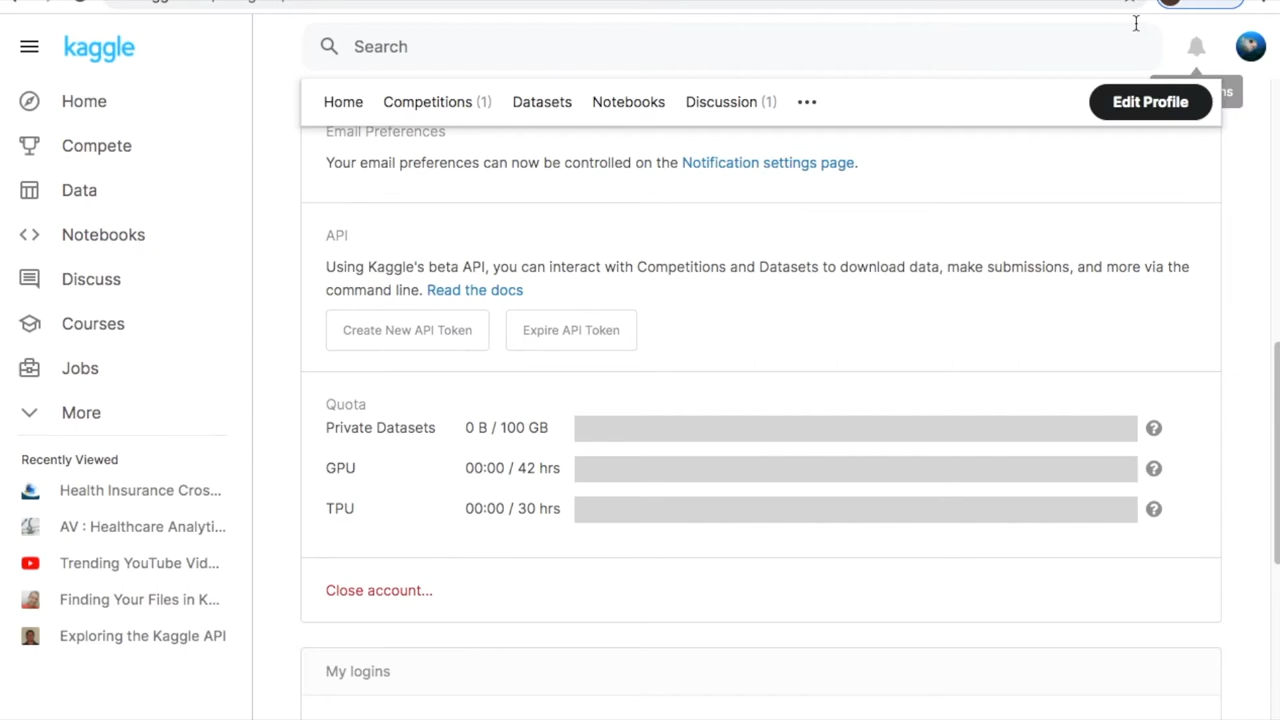 kaggle
Search
Home
Competitions (1)
Datasets
Notebooks
Discussion (1)
•••
Edit Profile
Home
Compete
Data
Notebooks
Discuss
Courses
Jobs
More
Recently Viewed
Health Insurance Cros...
AV : Healthcare Analyti...
Trending YouTube Vid...
Finding Your Files in K...
Exploring the Kaggle API
Email Preferences
Your email preferences can now be controlled on the Notification settings page.
API
Using Kaggle's beta API, you can interact with Competitions and Datasets to download data, make submissions, and more via the
command line. Read the docs
Create New API Token
Expire API Token
Quota
Private Datasets 0 B / 100 GB
GPU 00:00 / 42 hrs
TPU 00:00 / 30 hrs
Close account...
My logins